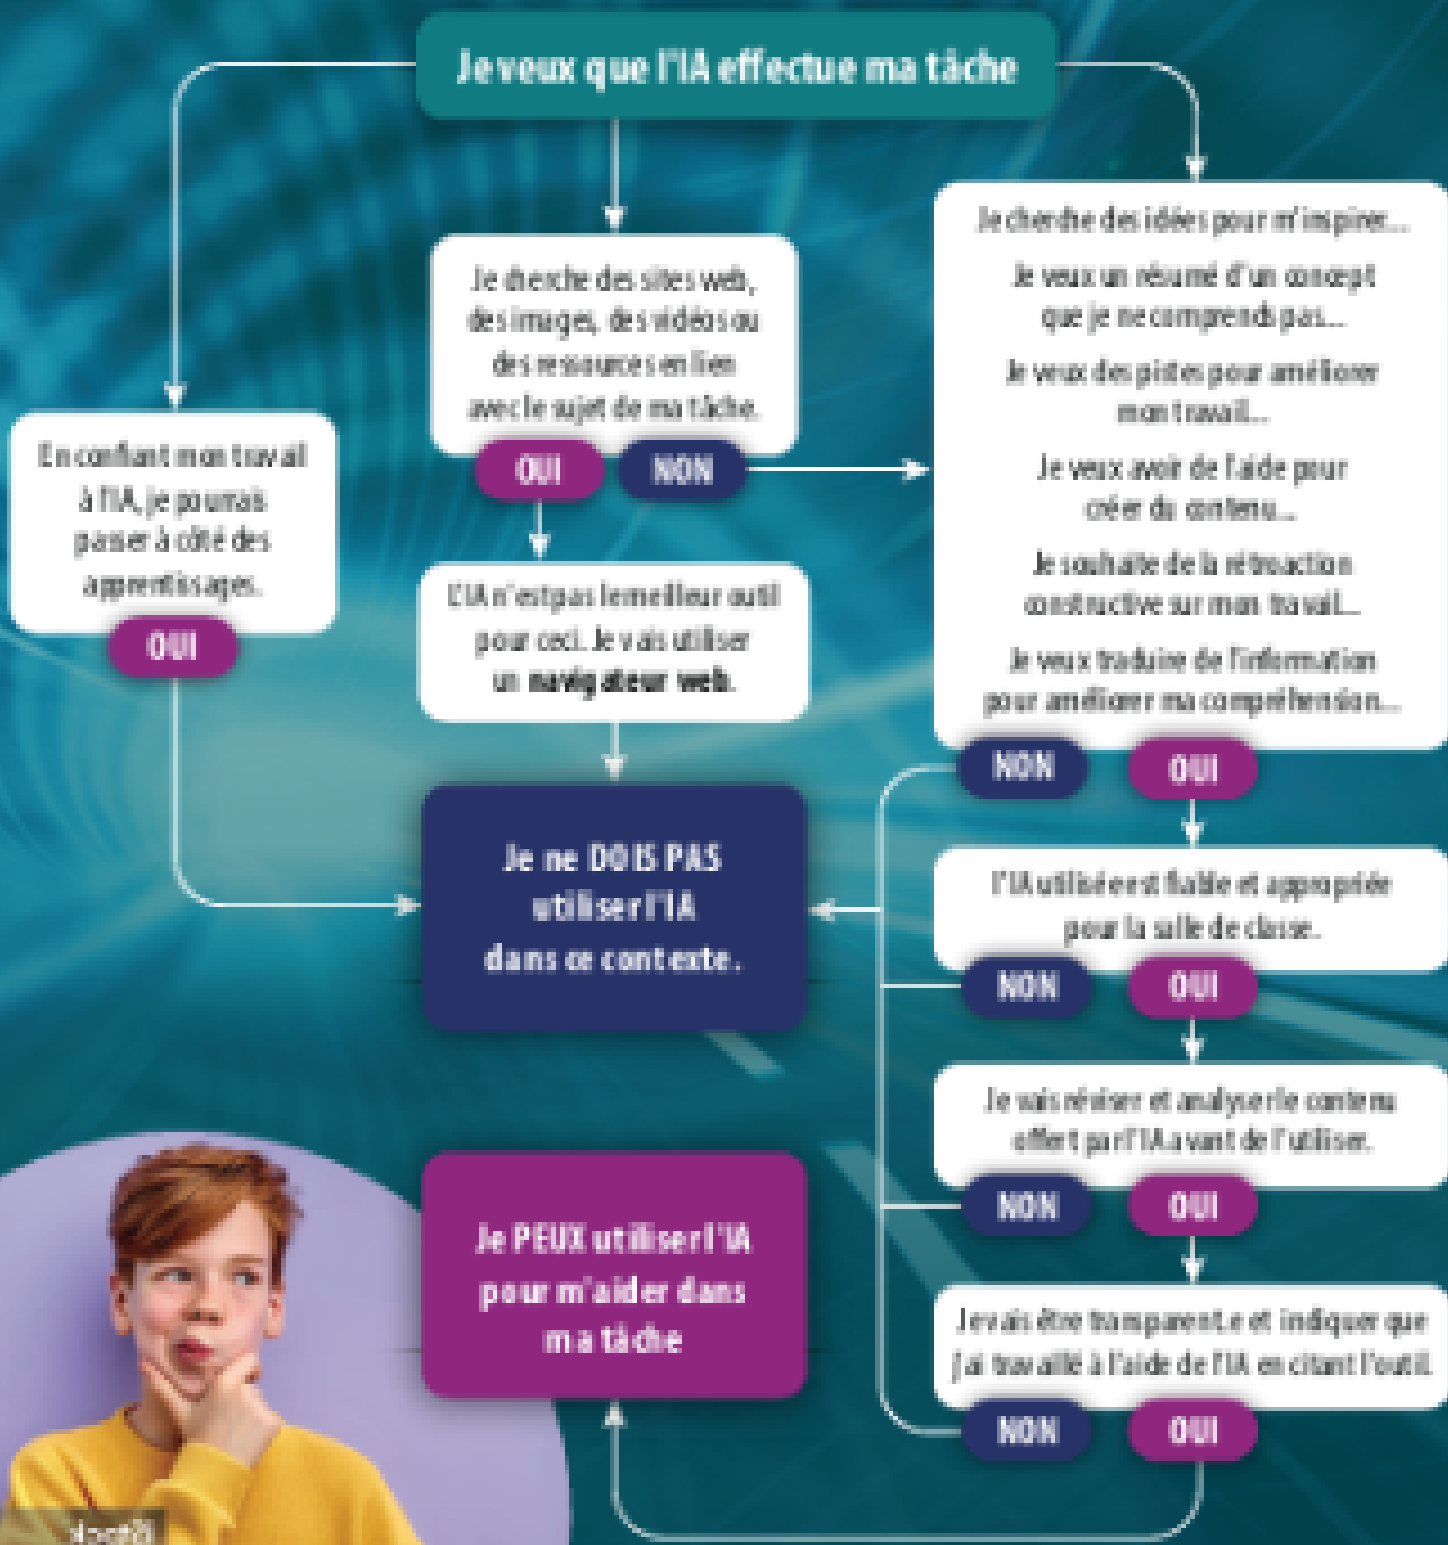 Je veux que l'IA effectue ma tâche
En confiant mon travail
à l'IA, je pourrais
passer à côté des
apprentissages.
OUI
Je cherche des sites web,
des images, des vidéos ou
des ressources en lien
avec le sujet de ma tâche.
OUI
NON
L'IA n'est pas le meilleur outil
pour ceci. Je vais utiliser
un navigateur web.
Je ne DOIS PAS
utiliser l'IA
dans ce contexte.
Je cherche des idées pour m'inspirer...
Je veux un résumé d'un concept
que je ne comprends pas...
Je veux des pistes pour améliorer
mon travail...
Je veux avoir de l'aide pour
créer du contenu...
Je souhaite de la rétroaction
constructive sur mon travail...
Je veux traduire de l'information
pour améliorer ma compréhension...
NON
OUI
l'IA utilisée est fiable et appropriée
pour la salle de classe.
NON
OUI
Je vais réviser et analyser le contenu
offert par l'IA avant de l'utiliser.
NON
OUI
Je vais être transparent.e et indiquer que
j'ai travaillé à l'aide de l'IA en citant l'outil.
NON
OUI
Je PEUX utiliser l'IA
pour m'aider dans
ma tâche
iStock